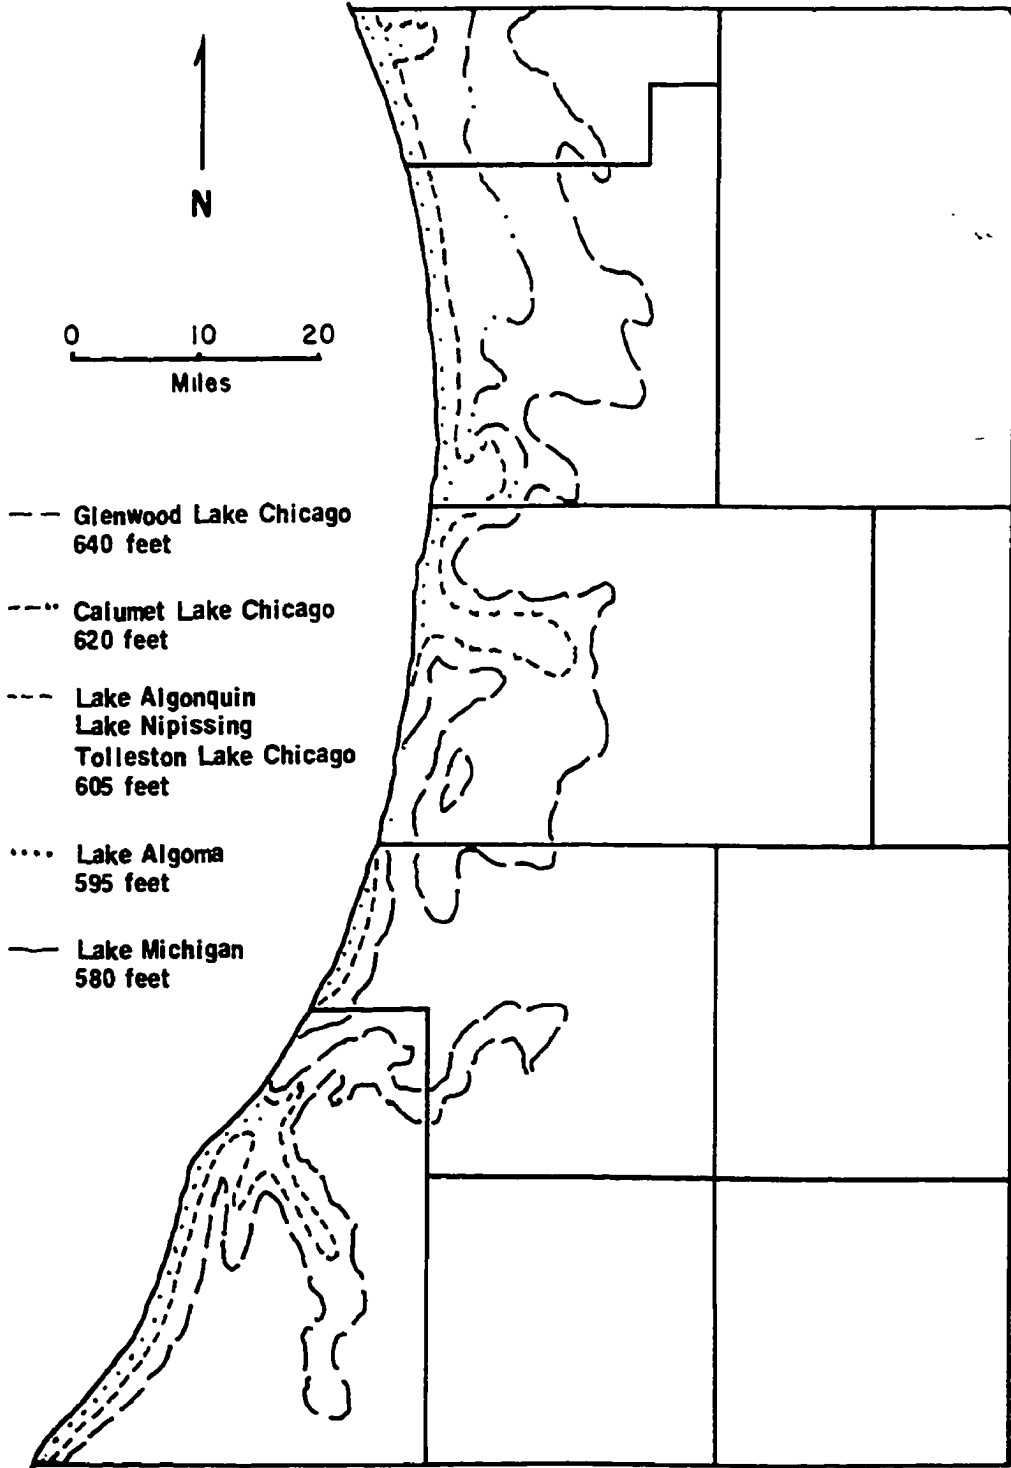 N
0 10 20
Miles
Glenwood Lake Chicago
640 feet
Calumet Lake Chicago
620 feet
Lake Algonquin
Lake Nipissing
Tolleston Lake Chicago
605 feet
Lake Algoma
595 feet
Lake Michigan
580 feet